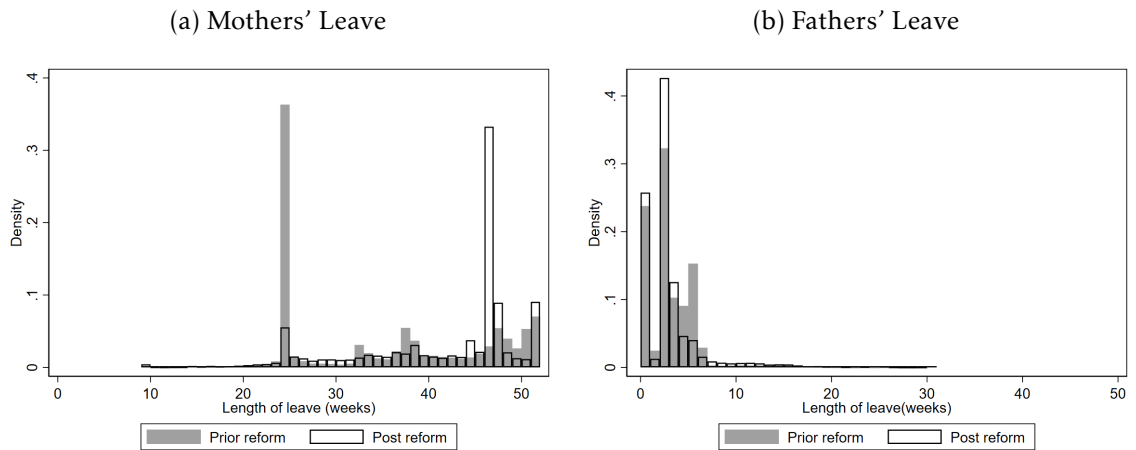 (a) Mothers’ Leave
.4
.3
.2
.1
0
Density
0 10 20 30 40 50
Length of leave (weeks)
Prior reform Post reform
(b) Fathers’ Leave
.4
.3
.2
.1
0
Density
0 10 20 30 40 50
Length of leave(weeks)
Prior reform Post reform